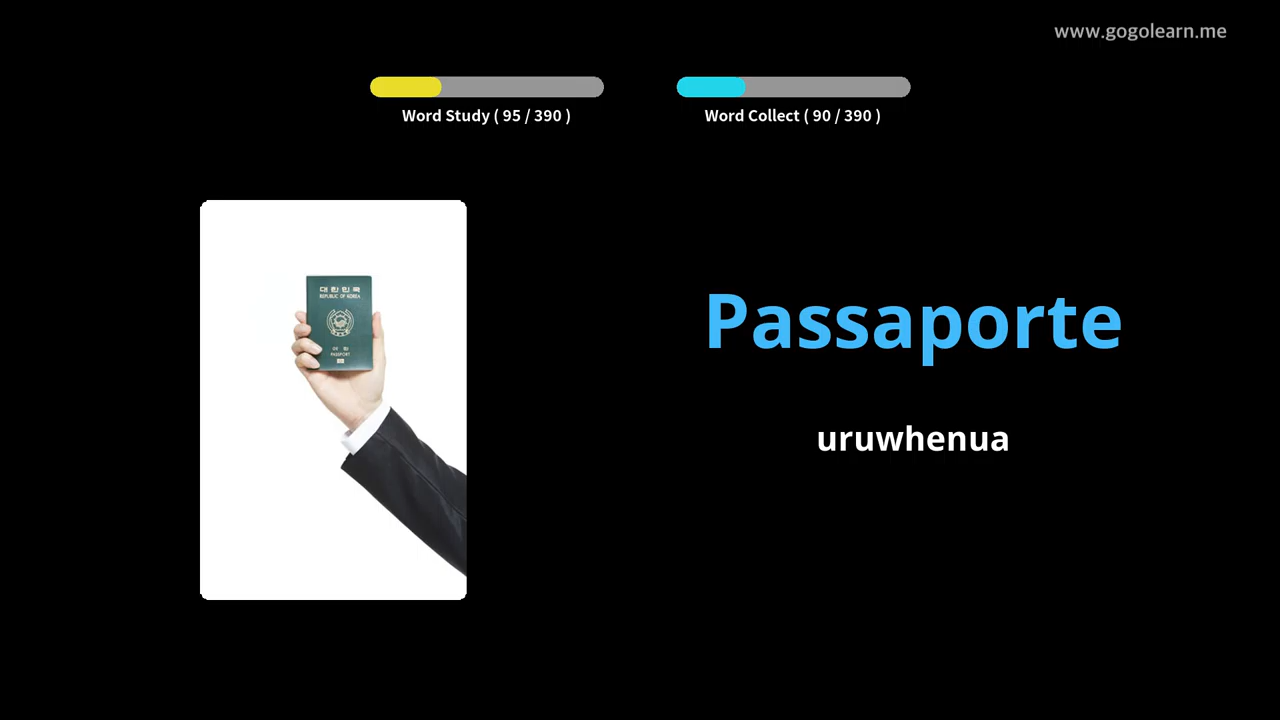 www.gogolearn.me
Word Study ( 95 / 390 )
Word Collect ( 90 / 390 )
대한민국
REPUBLIC OF KOREA
여 권
PASSPORT
Passaporte
uruwhenua